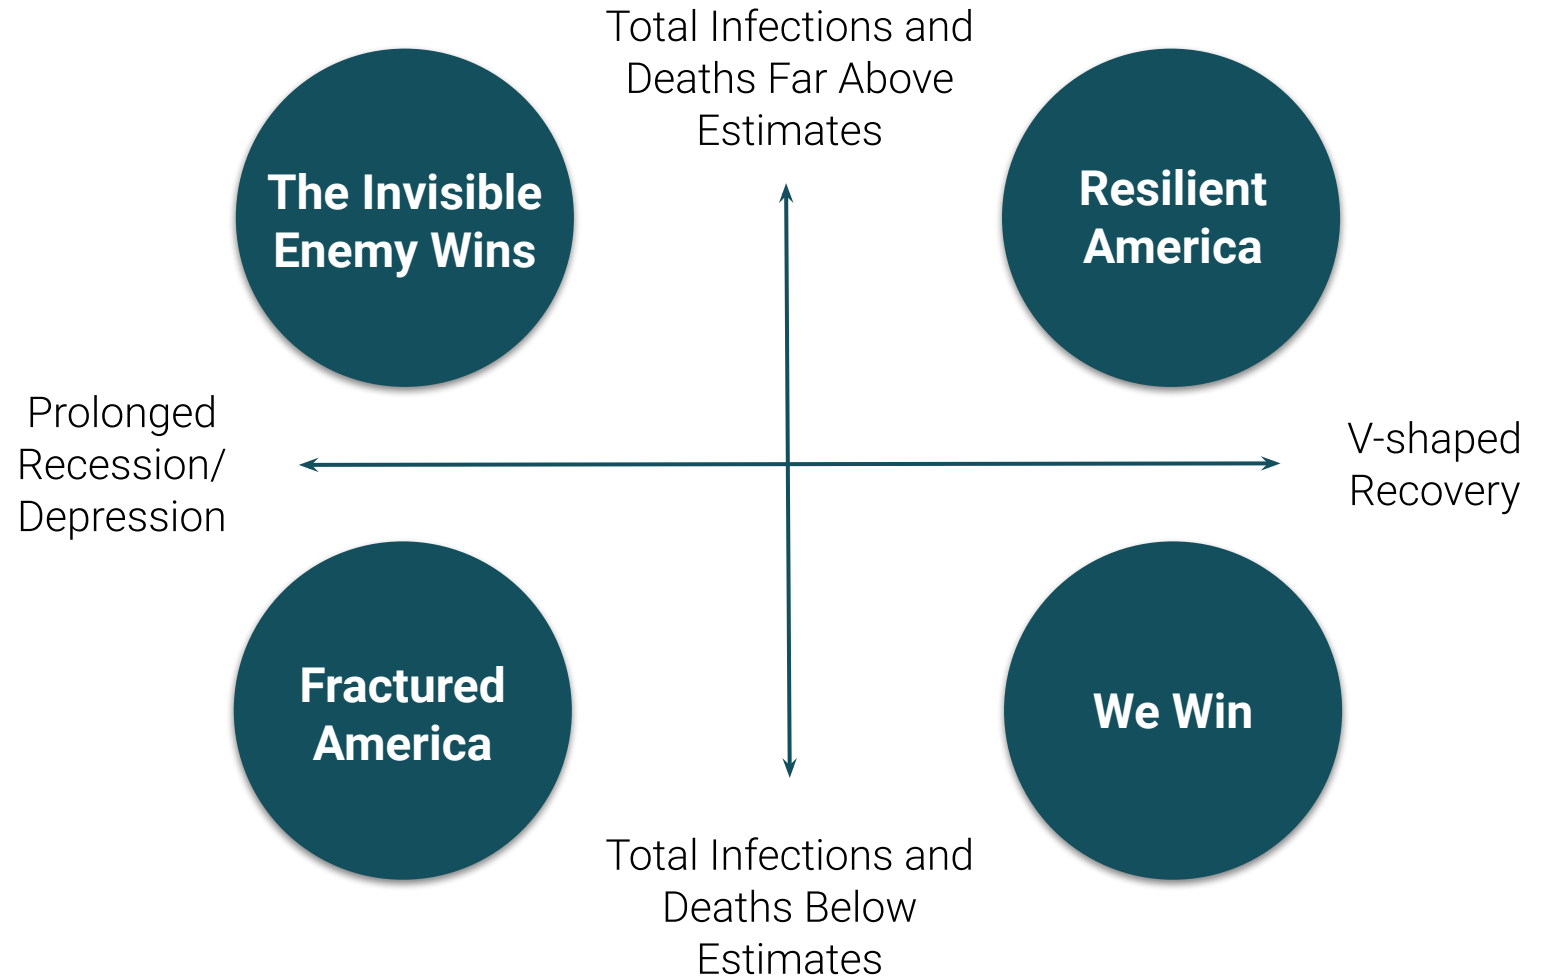 Total Infections and
Deaths Far Above
Estimates
The Invisible
Enemy Wins
Resilient
America
Prolonged
Recession/
Depression
V-shaped
Recovery
Fractured
America
We Win
Total Infections and
Deaths Below
Estimates